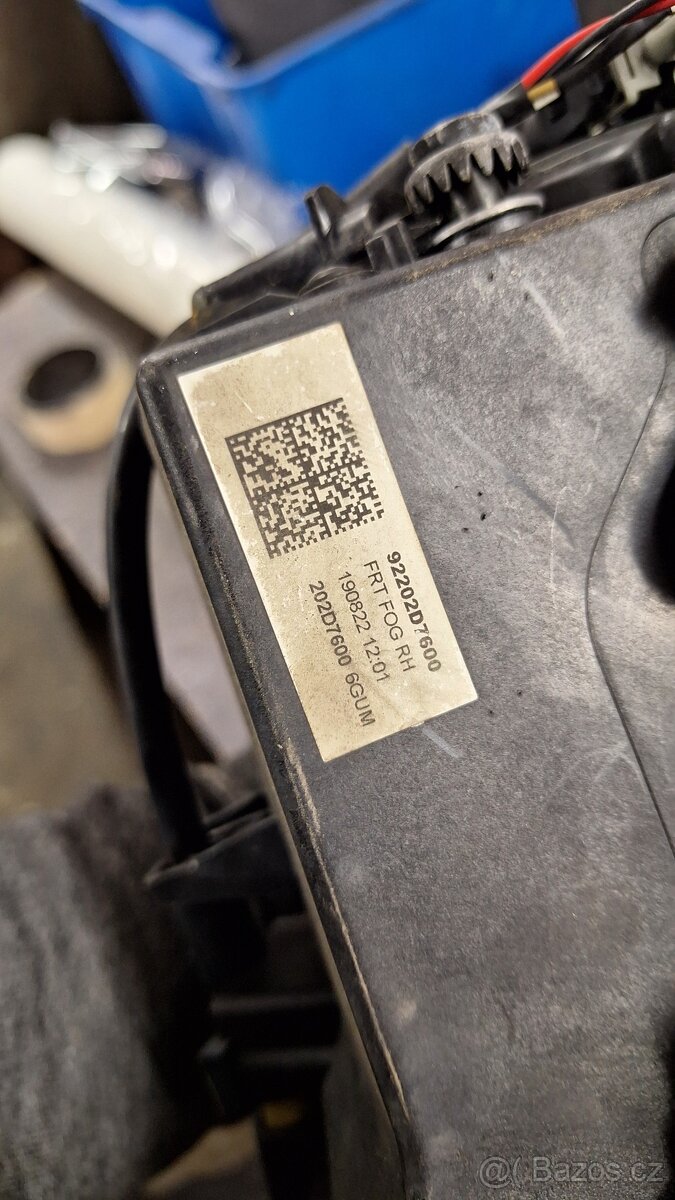 92202D7600
FRT FOG RH
190822 12:01
202D7600 6GUM
@( Bazos.cz